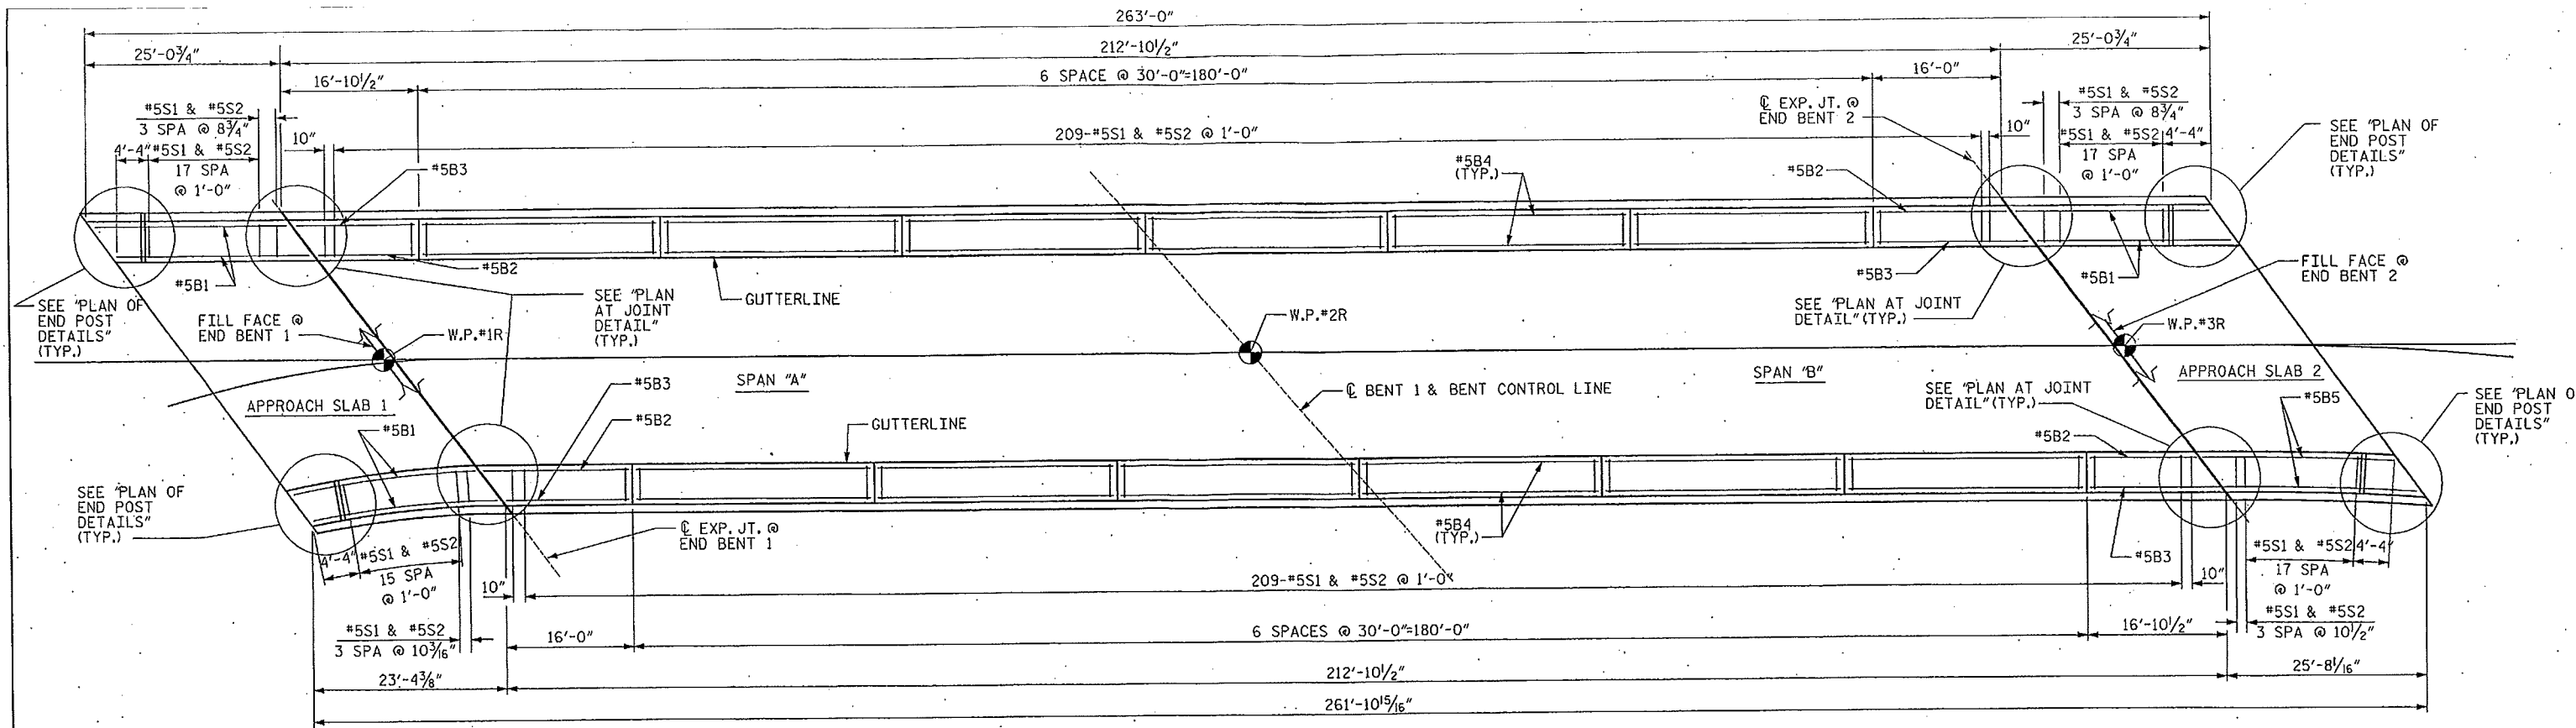 263'-0"
25'-0¾"
212'-10½"
25'-0¾"
16'-10½"
6 SPACE @ 30'-0"=180'-0"
16'-0"
#5S1 & #5S2
3 SPA @ 8¾"
10"
209-#5S1 & #5S2 @ 1'-0"
℄ EXP. JT. @
END BENT 2
10"
#5S1 & #5S2
3 SPA @ 8¾"
4'-4"
#5S1 & #5S2
17 SPA
@ 1'-0"
#5B3
#5B4
(TYP.)
#5B2
#5S1 & #5S2
17 SPA
@ 1'-0"
4'-4"
SEE "PLAN OF
END POST
DETAILS"
(TYP.)
#5B1
#5B2
GUTTERLINE
#5B3
#5B1
SEE "PLAN OF
END POST
DETAILS"
(TYP.)
FILL FACE @
END BENT 1
W.P.#1R
SEE "PLAN
AT JOINT
DETAIL"
(TYP.)
W.P.#2R
SEE "PLAN AT JOINT
DETAIL"(TYP.)
FILL FACE @
END BENT 2
W.P.#3R
APPROACH SLAB 1
SPAN "A"
#5B3
#5B2
℄ BENT 1 & BENT CONTROL LINE
SPAN "B"
APPROACH SLAB 2
SEE "PLAN AT JOINT
DETAIL"(TYP.)
#5B5
SEE "PLAN O
END POST
DETAILS"
(TYP.)
#5B1
GUTTERLINE
#5B2
SEE "PLAN OF
END POST
DETAILS"
(TYP.)
℄ EXP. JT. @
END BENT 1
#5B4
(TYP.)
#5B3
4'-4"
#5S1 & #5S2
15 SPA
@ 1'-0"
10"
209-#5S1 & #5S2 @ 1'-0"
10"
#5S1 & #5S2
17 SPA
@ 1'-0"
4'-4"
#5S1 & #5S2
3 SPA @ 10³⁄₁₆"
16'-0"
6 SPACES @ 30'-0"=180'-0"
16'-10½"
#5S1 & #5S2
3 SPA @ 10½"
23'-4⅜"
212'-10½"
25'-8¹⁄₁₆"
261'-10¹⁵⁄₁₆"